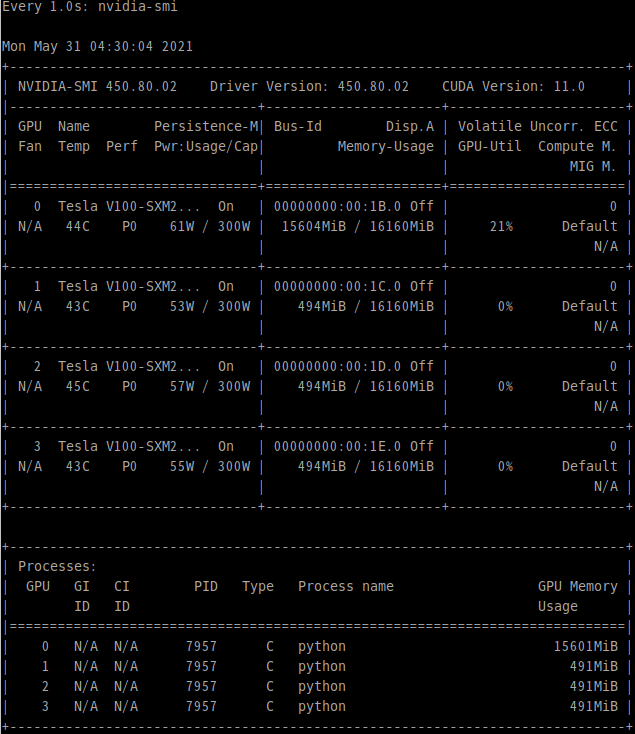 Every 1.0s: nvidia-smi
Mon May 31 04:30:04 2021
+-----------------------------------------------------------------------------+
| NVIDIA-SMI 450.80.02    Driver Version: 450.80.02    CUDA Version: 11.0     |
|-------------------------------+----------------------+----------------------+
| GPU  Name        Persistence-M| Bus-Id        Disp.A | Volatile Uncorr. ECC |
| Fan  Temp  Perf  Pwr:Usage/Cap|         Memory-Usage | GPU-Util  Compute M. |
|                               |                      |               MIG M. |
|===============================+======================+======================|
|   0  Tesla V100-SXM2...  On   | 00000000:00:1B.0 Off |                    0 |
| N/A   44C    P0    61W / 300W |  15604MiB / 16160MiB |     21%      Default |
|                               |                      |                  N/A |
+-------------------------------+----------------------+----------------------+
|   1  Tesla V100-SXM2...  On   | 00000000:00:1C.0 Off |                    0 |
| N/A   43C    P0    53W / 300W |    494MiB / 16160MiB |      0%      Default |
|                               |                      |                  N/A |
+-------------------------------+----------------------+----------------------+
|   2  Tesla V100-SXM2...  On   | 00000000:00:1D.0 Off |                    0 |
| N/A   45C    P0    57W / 300W |    494MiB / 16160MiB |      0%      Default |
|                               |                      |                  N/A |
+-------------------------------+----------------------+----------------------+
|   3  Tesla V100-SXM2...  On   | 00000000:00:1E.0 Off |                    0 |
| N/A   43C    P0    55W / 300W |    494MiB / 16160MiB |      0%      Default |
|                               |                      |                  N/A |
+-------------------------------+----------------------+----------------------+
+-----------------------------------------------------------------------------+
| Processes:                                                                  |
|  GPU   GI   CI        PID   Type   Process name                  GPU Memory |
|        ID   ID                                                   Usage      |
|=============================================================================|
|    0   N/A  N/A      7957      C   python                          15601MiB |
|    1   N/A  N/A      7957      C   python                            491MiB |
|    2   N/A  N/A      7957      C   python                            491MiB |
|    3   N/A  N/A      7957      C   python                            491MiB |
+-----------------------------------------------------------------------------+